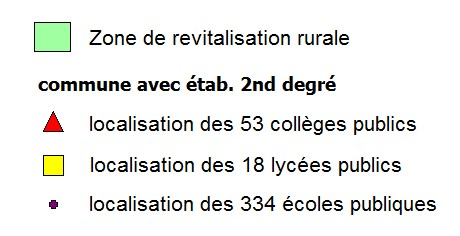 Zone de revitalisation rurale
commune avec étab. 2nd degré
localisation des 53 collèges publics
localisation des 18 lycées publics
localisation des 334 écoles publiques